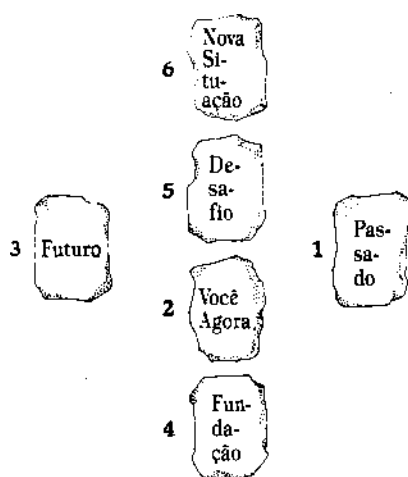 Nova
6
Si-
tu-
ação
De-
5
sa-
fio
3 Futuro
1
Pas-
sa-
do
2
Você
Agora
4
Fun-
da-
ção